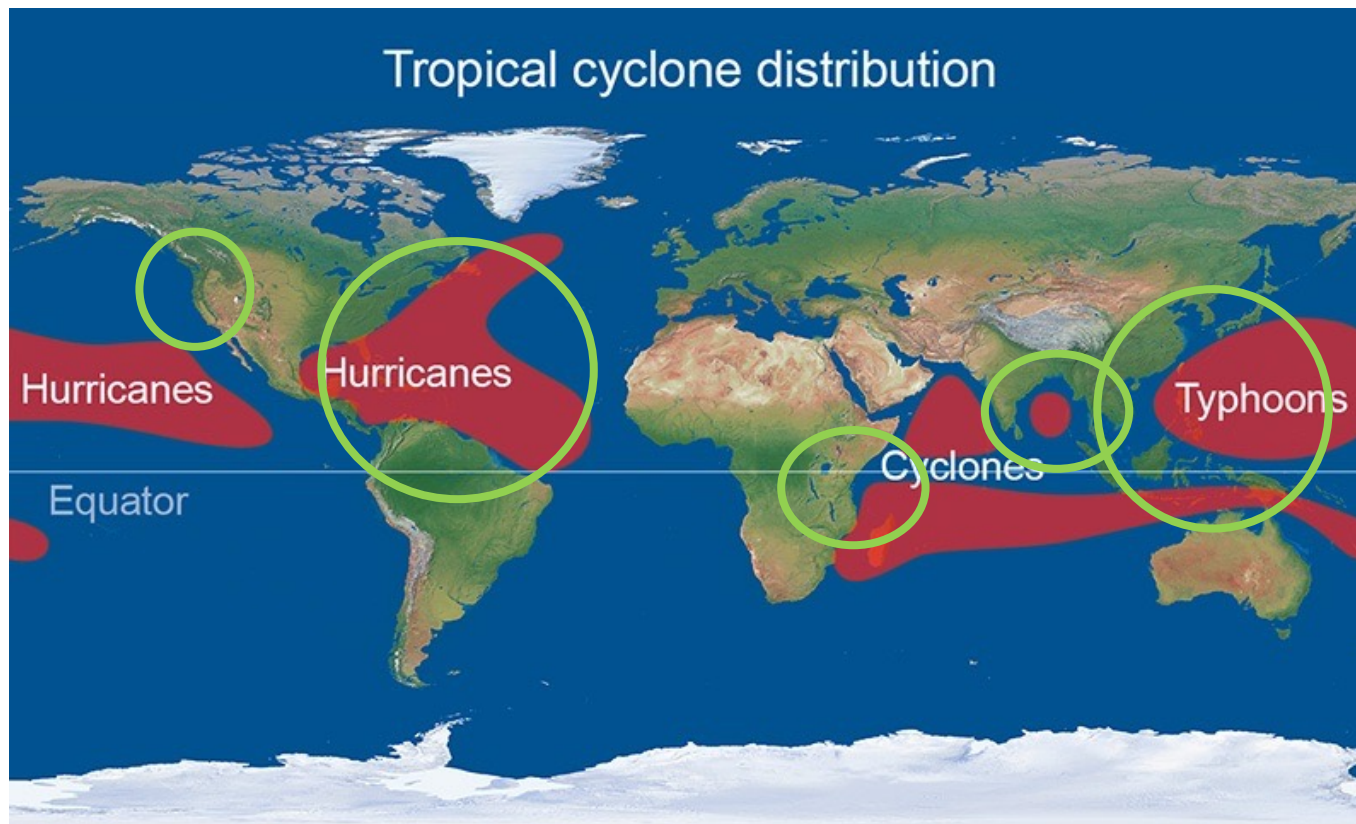 Tropical cyclone distribution
Hurricanes
Hurricanes
Typhoons
Cyclones
Equator